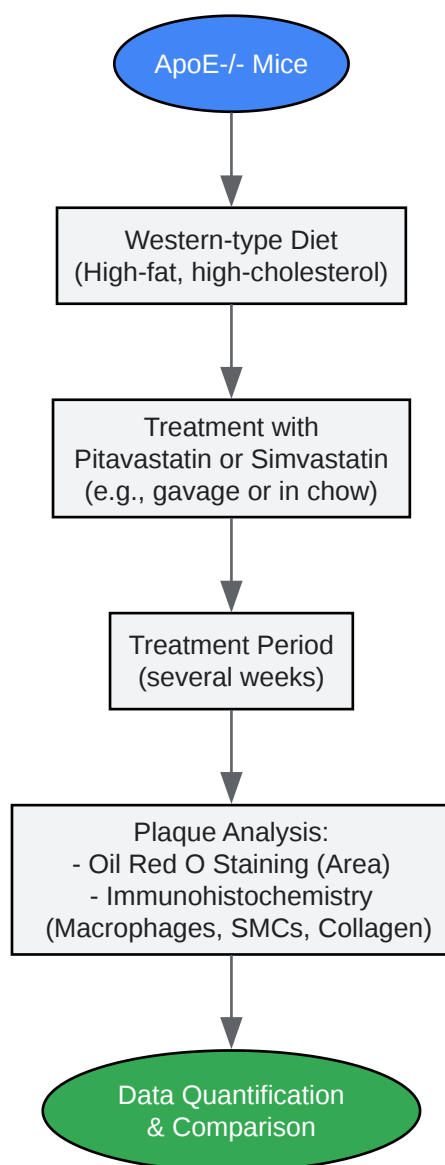 ApoE-/- Mice
Western-type Diet
(High-fat, high-cholesterol)
Treatment with
Pitavastatin or Simvastatin
(e.g., gavage or in chow)
Treatment Period
(several weeks)
Plaque Analysis:
- Oil Red O Staining (Area)
- Immunohistochemistry
(Macrophages, SMCs, Collagen)
Data Quantification
& Comparison